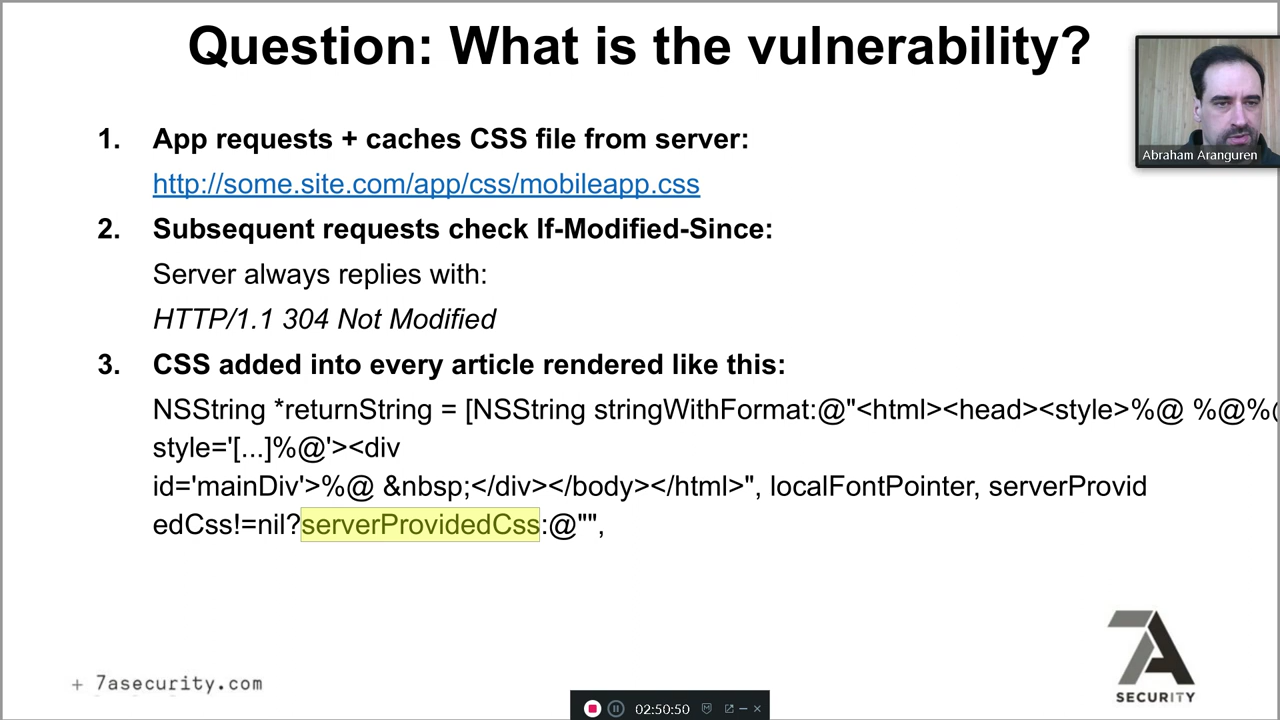 Question: What is the vulnerability?
Abraham Aranguren
1. App requests + caches CSS file from server:
http://some.site.com/app/css/mobileapp.css
2. Subsequent requests check If-Modified-Since:
Server always replies with:
HTTP/1.1 304 Not Modified
3. CSS added into every article rendered like this:
NSString *returnString = [NSString stringWithFormat:@"<html><head><style>%@ %@%@
style='[...]%@'><div
id='mainDiv'>%@ &nbsp;</div></body></html>", localFontPointer, serverProvid
edCss!=nil?serverProvidedCss:@"",
+ 7asecurity.com
02:50:50
7A
SECURITY